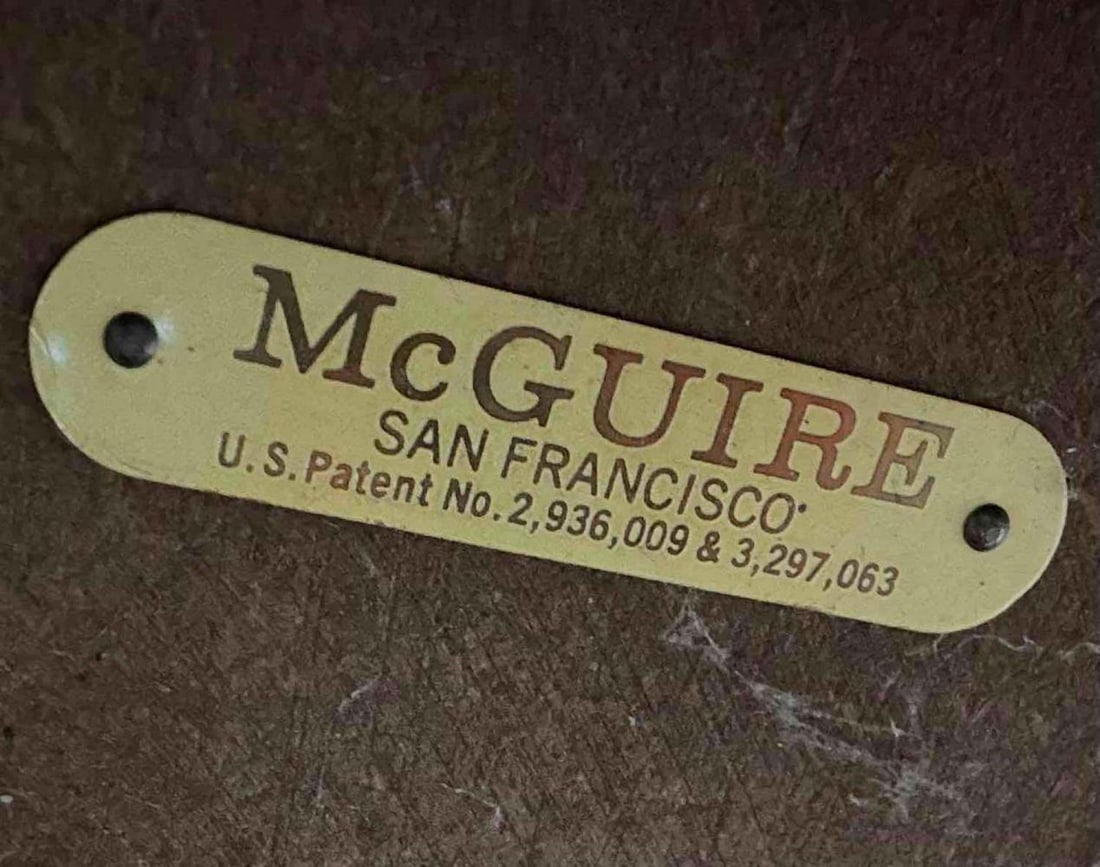 McGUIRE
SAN FRANCISCO
U.S.Patent No.2,936,009 & 3,297,063